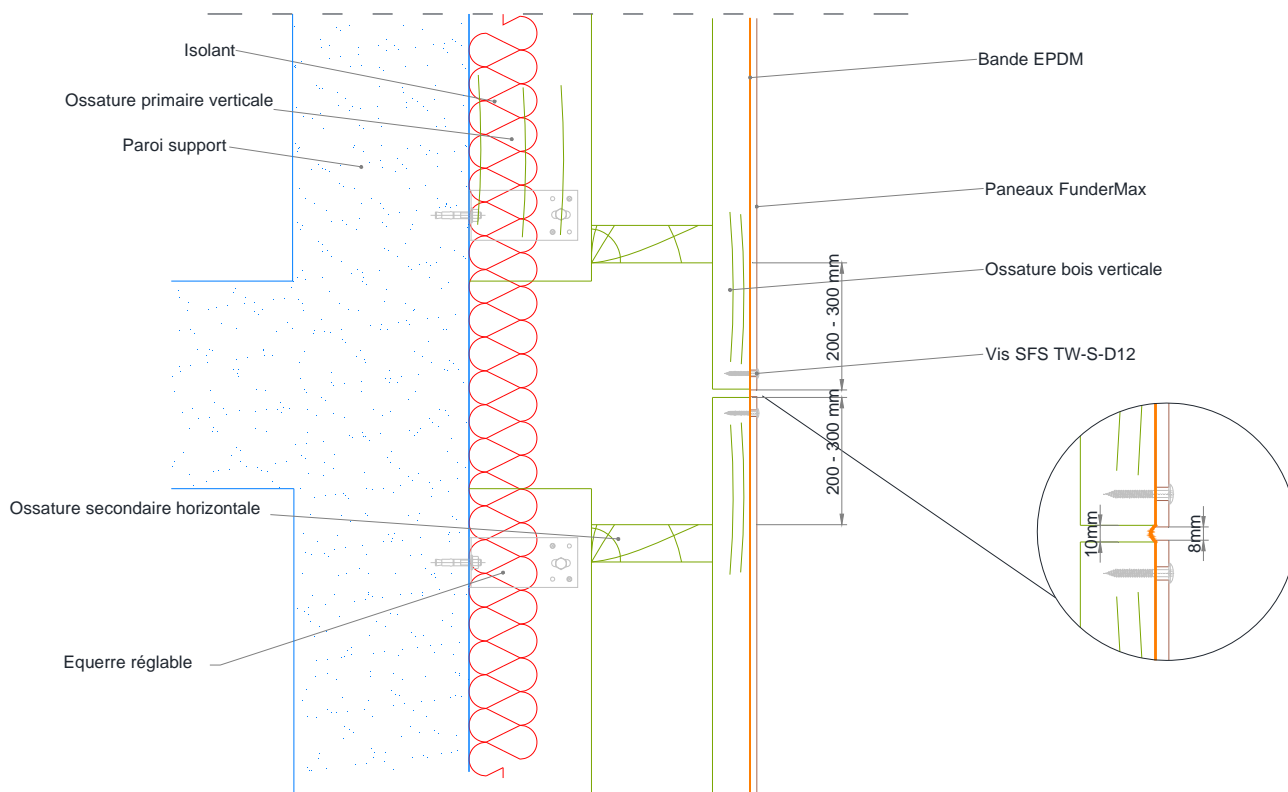 Isolant
Bande EPDM
Ossature primaire verticale
Paroi support
Paneaux FunderMax
Ossature bois verticale
200 - 300 mm
Vis SFS TW-S-D12
200 - 300 mm
Ossature secondaire horizontale
10mm
8mm
Equerre réglable